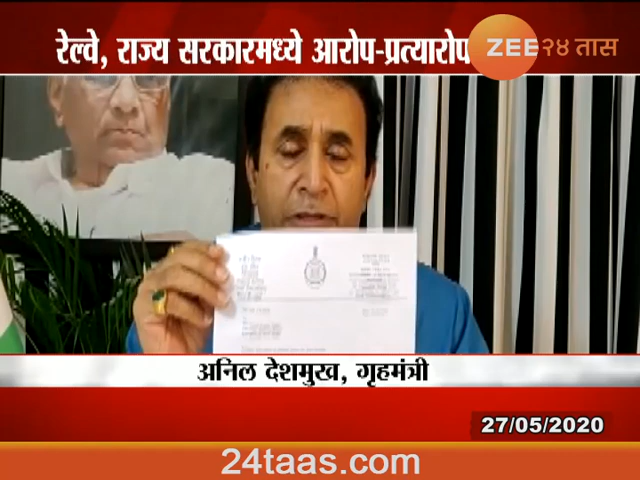 रेल्वे, राज्य सरकारमध्ये आरोप-प्रत्यारोप
ZEE २४ तास
अनिल देशमुख, गृहमंत्री
27/05/2020
24taas.com